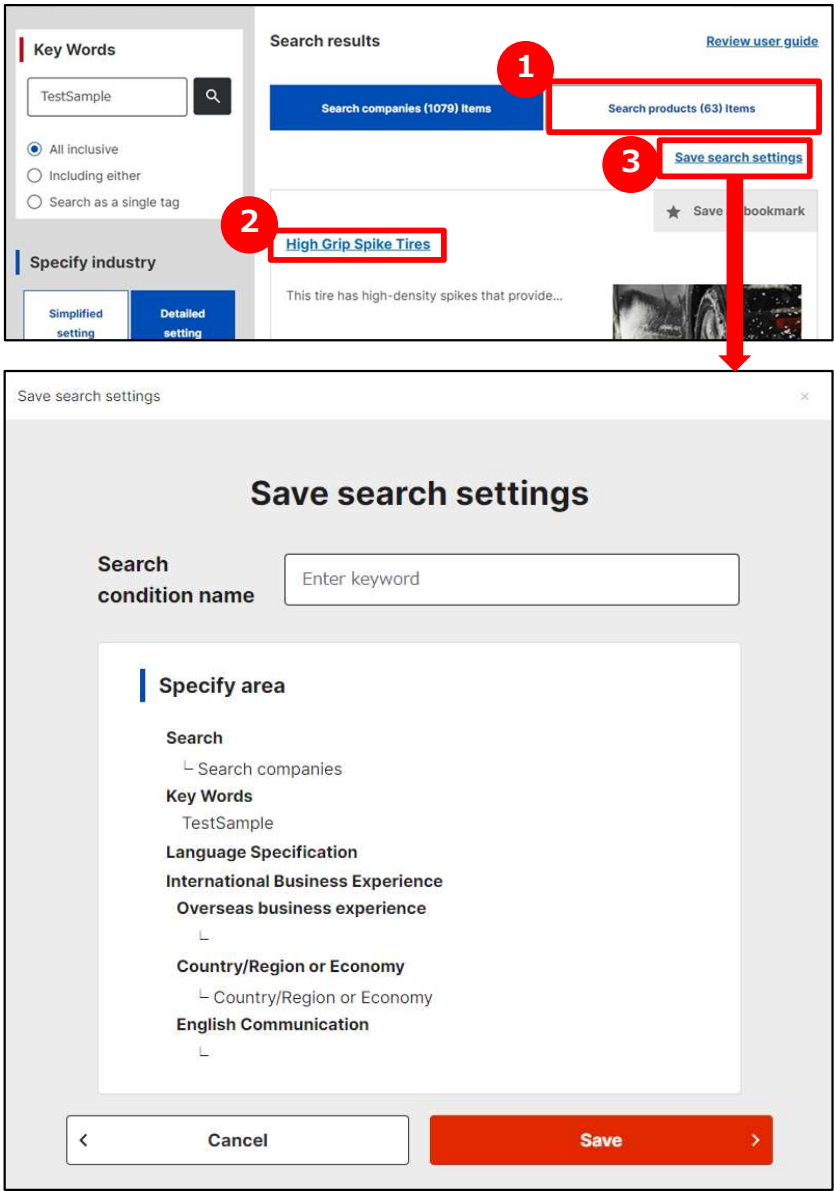 Key Words
TestSample
All inclusive
Including either
Search as a single tag
Specify industry
Simplified setting
Detailed setting
Search results
Review user guide
1
Search companies (1079) Items
Search products (63) Items
3
Save search settings
2
Save bookmark
High Grip Spike Tires
This tire has high-density spikes that provide...
Save search settings
×
Save search settings
Search
condition name
Enter keyword
Specify area
Search
└ Search companies
Key Words
TestSample
Language Specification
International Business Experience
Overseas business experience
└
Country/Region or Economy
└ Country/Region or Economy
English Communication
└
‹ Cancel
Save ›